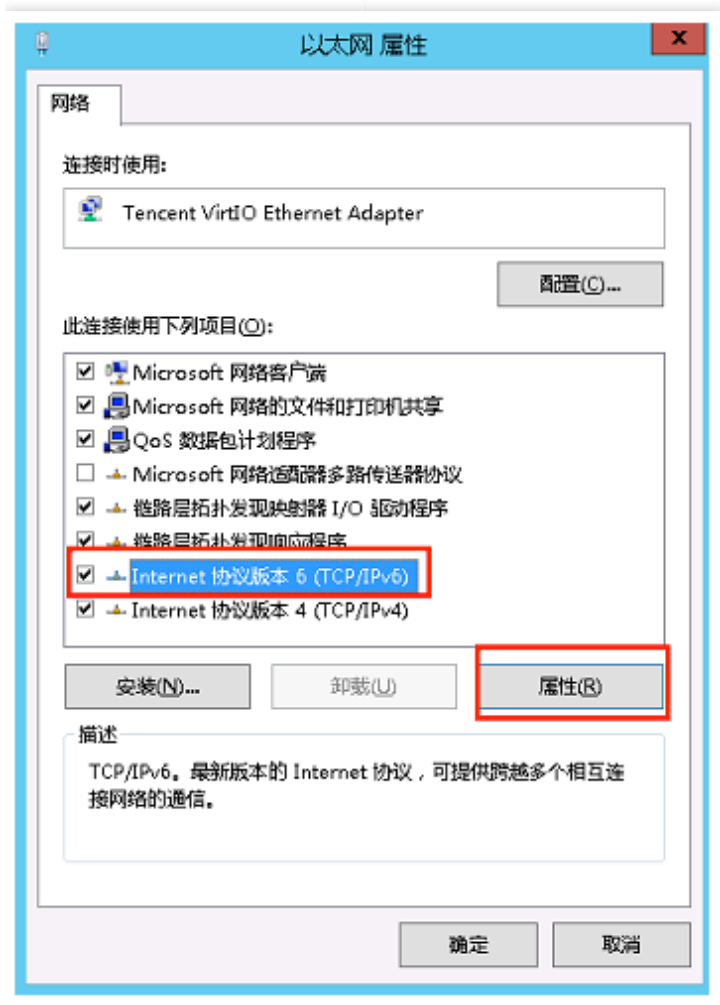 以太网 属性
x
网络
连接时使用:
Tencent VirtIO Ethernet Adapter
配置(C)...
此连接使用下列项目(O):
Microsoft 网络客户端
Microsoft 网络的文件和打印机共享
QoS 数据包计划程序
Microsoft 网络适配器多路传送器协议
链路层拓扑发现映射器 I/O 驱动程序
链路层拓扑发现响应程序
Internet 协议版本 6 (TCP/IPv6)
Internet 协议版本 4 (TCP/IPv4)
安装(N)...
卸载(U)
属性(R)
描述
TCP/IPv6。最新版本的 Internet 协议，可提供跨越多个相互连
接网络的通信。
确定
取消